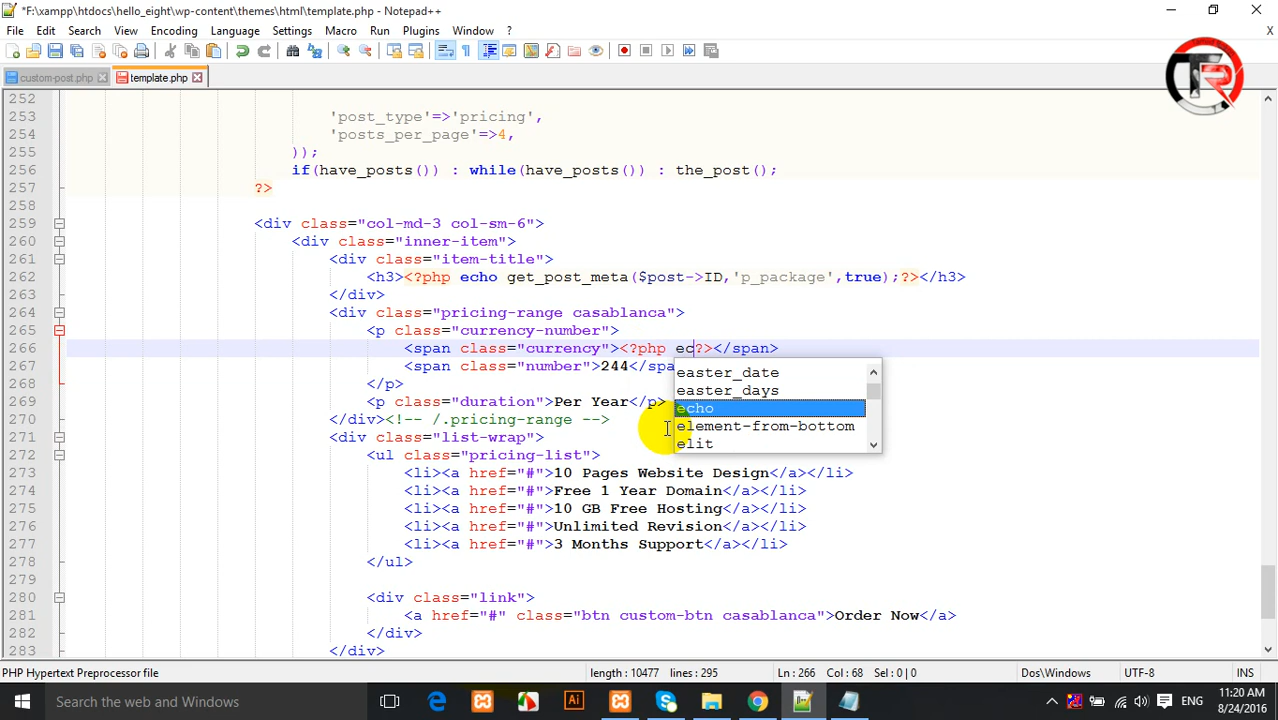 *F:\xampp\htdocs\hello_eight\wp-content\themes\html\template.php - Notepad++
File Edit Search View Encoding Language Settings Macro Run Plugins Window ? X
custom-post.php template.php
TR
252
253 'post_type'=>'pricing',
254 'posts_per_page'=>4,
255 ));
256 if(have_posts()) : while(have_posts()) : the_post();
257 ?>
258
259 <div class="col-md-3 col-sm-6">
260 <div class="inner-item">
261 <div class="item-title">
262 <h3><?php echo get_post_meta($post->ID,'p_package',true);?></h3>
263 </div>
264 <div class="pricing-range casablanca">
265 <p class="currency-number">
266 <span class="currency"><?php ec?></span>
267 <span class="number">244</spa
268 </p>
269 <p class="duration">Per Year</p>
270 </div><!-- /.pricing-range -->
271 <div class="list-wrap">
272 <ul class="pricing-list">
273 <li><a href="#">10 Pages Website Design</a></li>
274 <li><a href="#">Free 1 Year Domain</a></li>
275 <li><a href="#">10 GB Free Hosting</a></li>
276 <li><a href="#">Unlimited Revision</a></li>
277 <li><a href="#">3 Months Support</a></li>
278 </ul>
279
280 <div class="link">
281 <a href="#" class="btn custom-btn casablanca">Order Now</a>
282 </div>
283 </div>
easter_date
easter_days
echo
element-from-bottom
elit
PHP Hypertext Preprocessor file length : 10477 lines : 295 Ln : 266 Col : 68 Sel : 0 | 0 Dos\Windows UTF-8 INS
Search the web and Windows
Ai
ENG
11:20 AM
8/24/2016